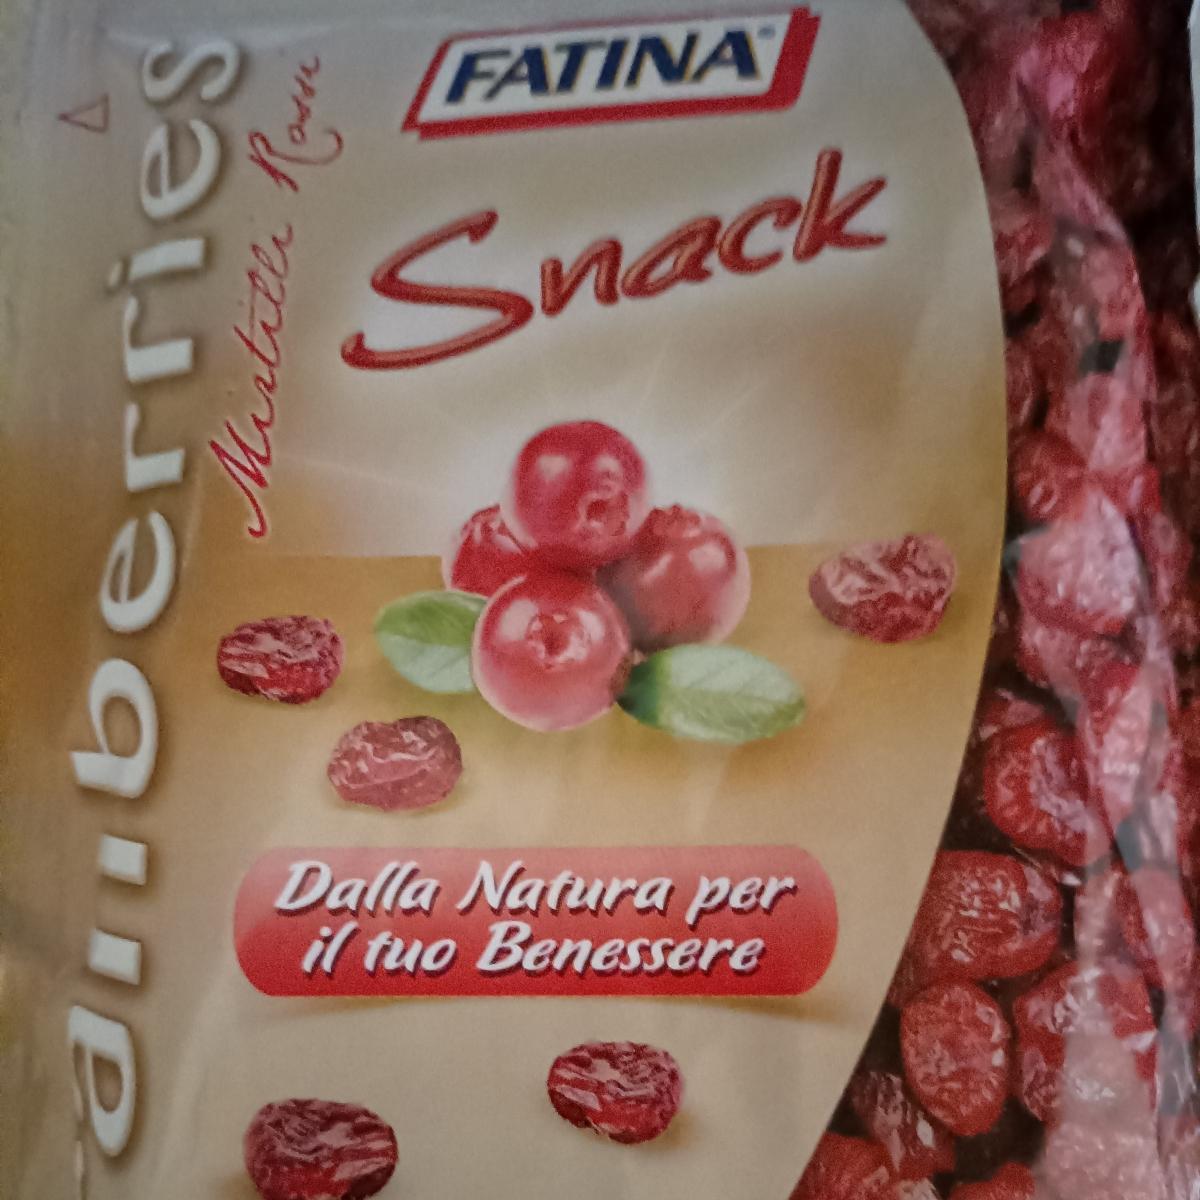 FATINA
Snack
anberries
Mirtilli Rossi
Dalla Natura per
il tuo Benessere